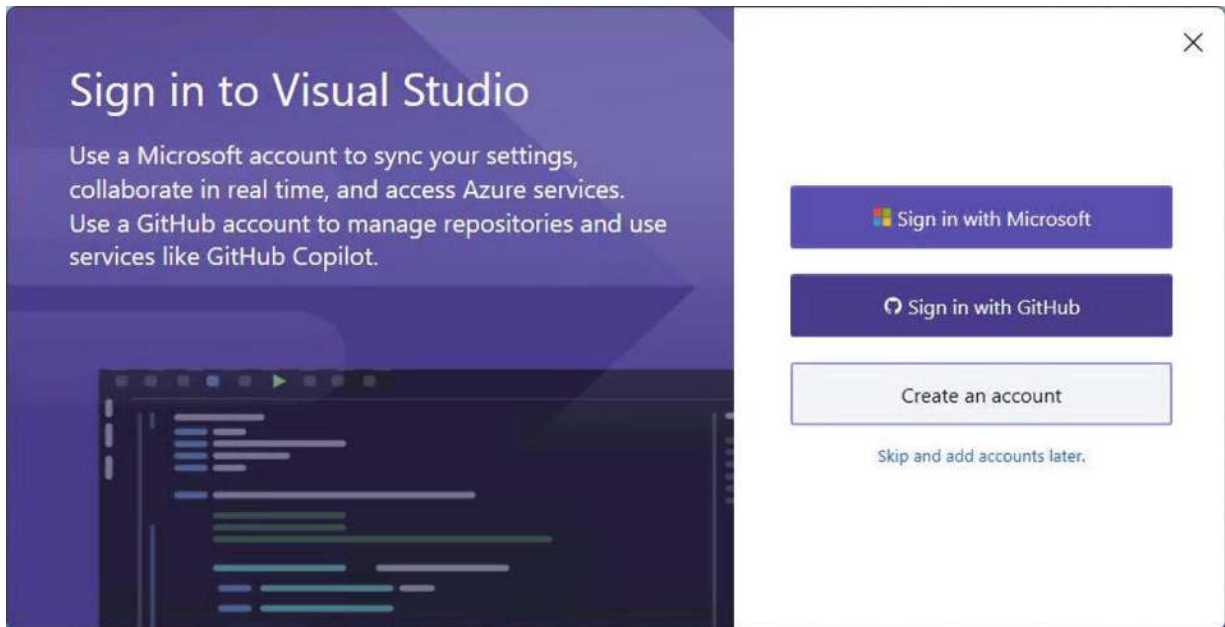 Sign in to Visual Studio
Use a Microsoft account to sync your settings,
collaborate in real time, and access Azure services.
Use a GitHub account to manage repositories and use
services like GitHub Copilot.
Sign in with Microsoft
Sign in with GitHub
Create an account
Skip and add accounts later.